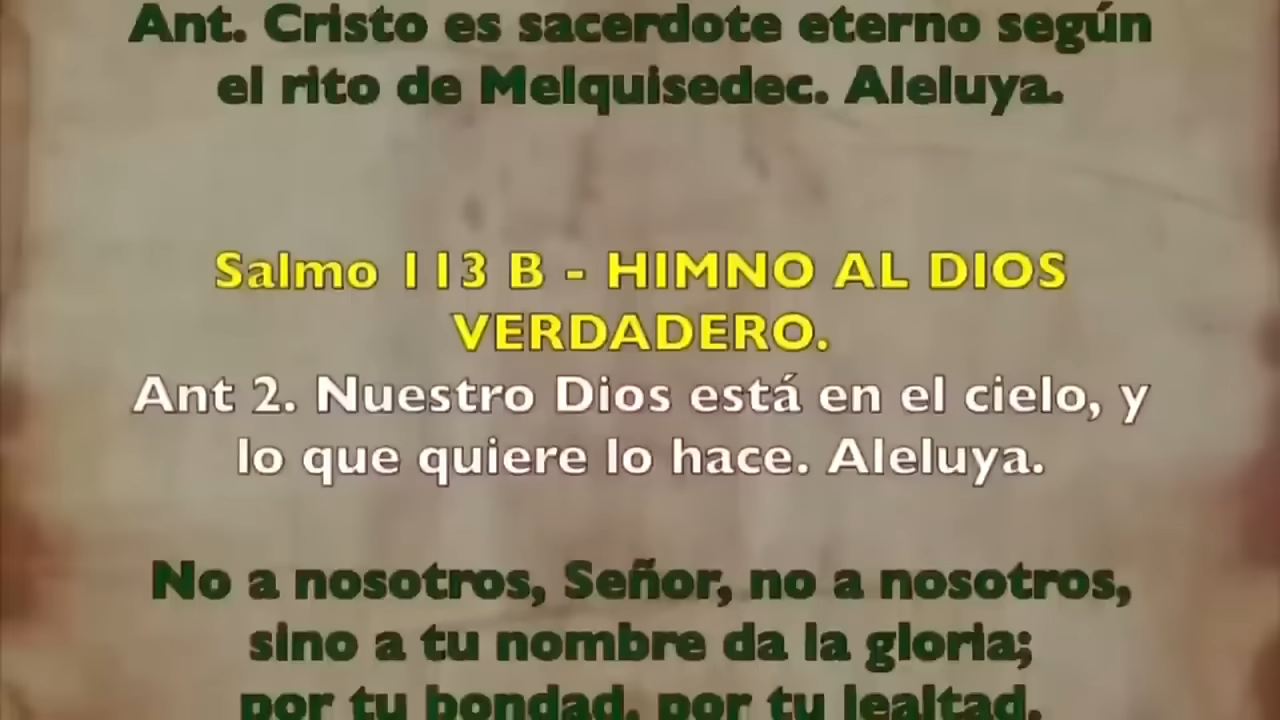 Ant. Cristo es sacerdote eterno según
el rito de Melquisedec. Aleluya.
Salmo 113 B - HIMNO AL DIOS
VERDADERO.
Ant 2. Nuestro Dios está en el cielo, y
lo que quiere lo hace. Aleluya.
No a nosotros, Señor, no a nosotros,
sino a tu nombre da la gloria;
por tu bondad, por tu lealtad.